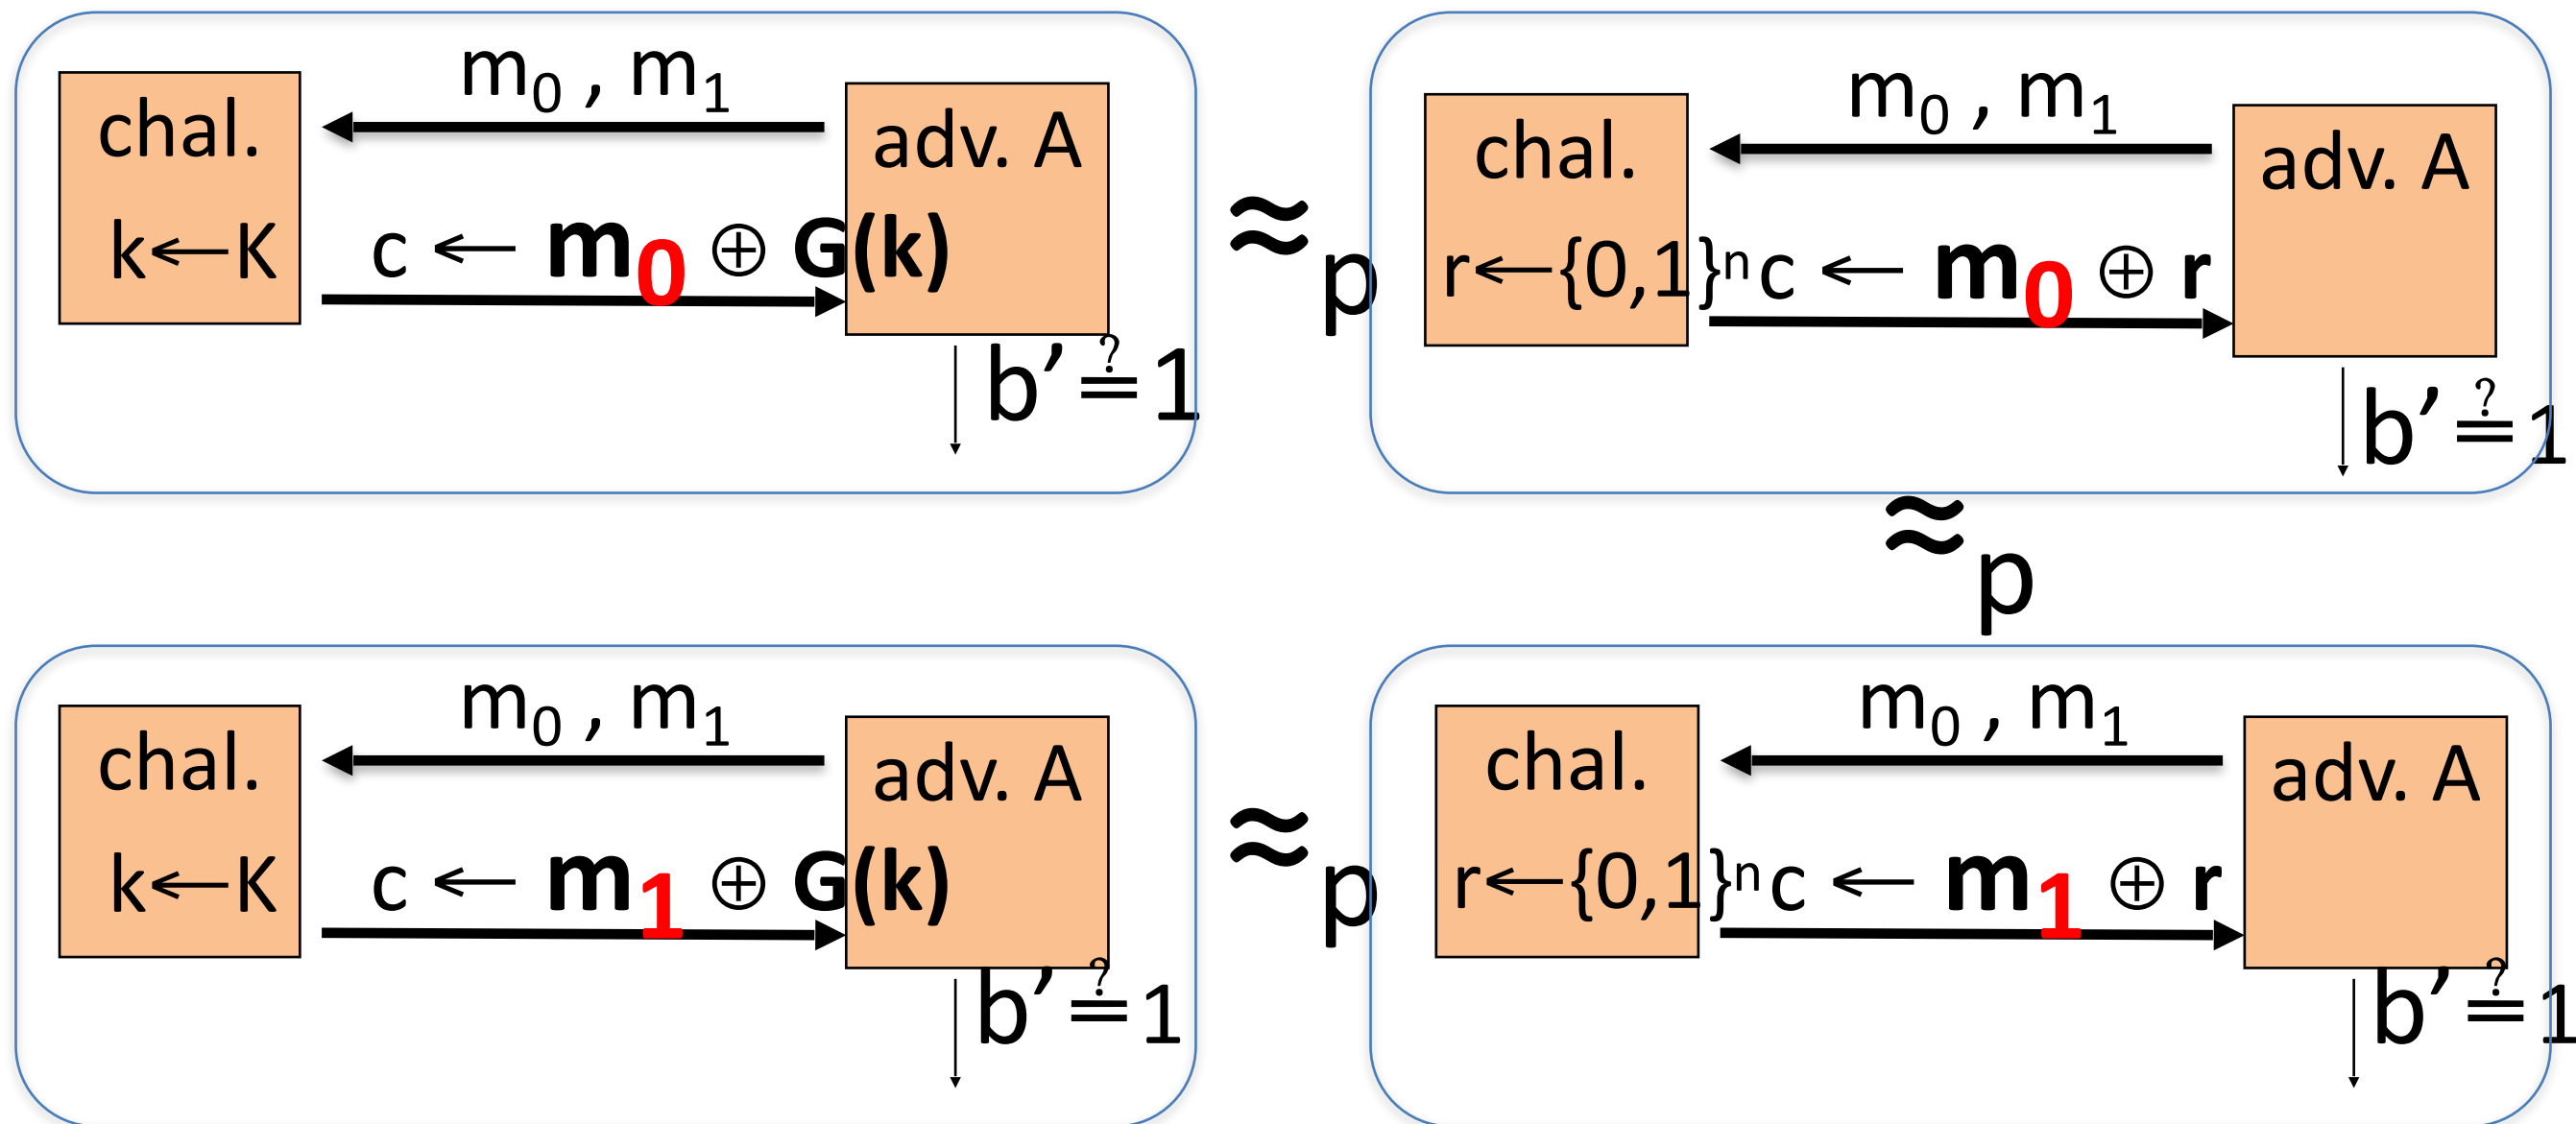 m₀ , m₁
chal.
adv. A
k←K
c ← m₀ ⊕ G(k)
b’ ≟ 1
≈p
m₀ , m₁
chal.
adv. A
r←{0,1}ⁿ
c ← m₀ ⊕ r
b’ ≟ 1
≈p
m₀ , m₁
chal.
adv. A
k←K
c ← m₁ ⊕ G(k)
b’ ≟ 1
≈p
m₀ , m₁
chal.
adv. A
r←{0,1}ⁿ
c ← m₁ ⊕ r
b’ ≟ 1